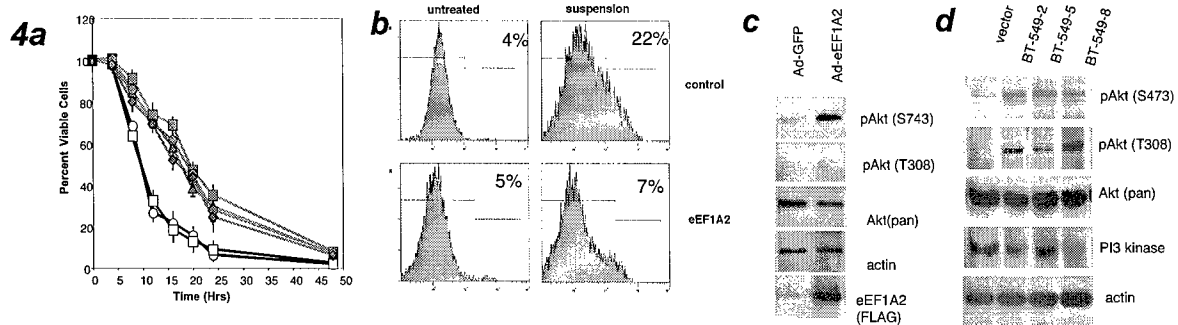 4a
Percent Viable Cells
120
100
80
60
40
20
0
0 5 10 15 20 25 30 35 40 45 50
Time (Hrs)
b
untreated suspension
4% 22%
control
5% 7%
eEF1A2
c
Ad-GFP
Ad-eEF1A2
pAkt (S743)
pAkt (T308)
Akt(pan)
actin
eEF1A2
(FLAG)
d
vector
BT-549-2
BT-549-5
BT-549-8
pAkt (S473)
pAkt (T308)
Akt (pan)
PI3 kinase
actin